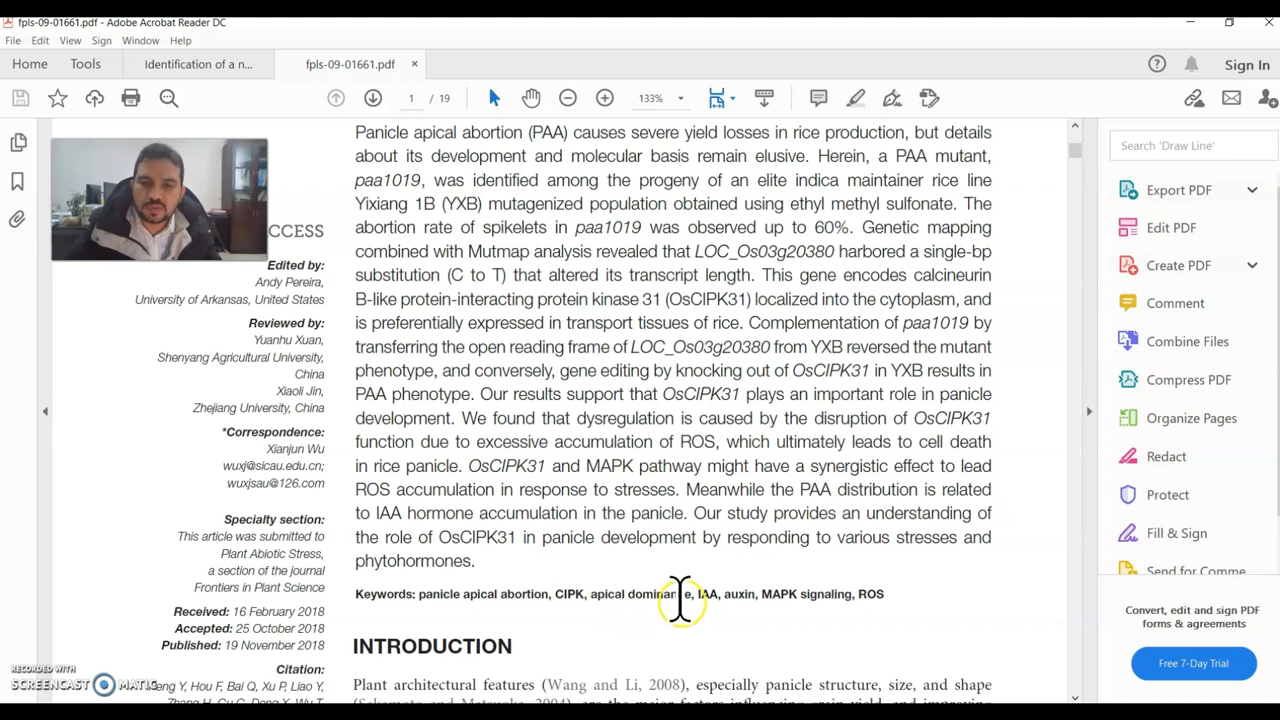 fpls-09-01661.pdf - Adobe Acrobat Reader DC
File Edit View Sign Window Help
Home Tools Identification of a n... fpls-09-01661.pdf × Sign In
1 / 19 133%
Panicle apical abortion (PAA) causes severe yield losses in rice production, but details
about its development and molecular basis remain elusive. Herein, a PAA mutant,
paa1019, was identified among the progeny of an elite indica maintainer rice line
Yixiang 1B (YXB) mutagenized population obtained using ethyl methyl sulfonate. The
abortion rate of spikelets in paa1019 was observed up to 60%. Genetic mapping
combined with Mutmap analysis revealed that LOC_Os03g20380 harbored a single-bp
substitution (C to T) that altered its transcript length. This gene encodes calcineurin
B-like protein-interacting protein kinase 31 (OsCIPK31) localized into the cytoplasm, and
is preferentially expressed in transport tissues of rice. Complementation of paa1019 by
transferring the open reading frame of LOC_Os03g20380 from YXB reversed the mutant
phenotype, and conversely, gene editing by knocking out of OsCIPK31 in YXB results in
PAA phenotype. Our results support that OsCIPK31 plays an important role in panicle
development. We found that dysregulation is caused by the disruption of OsCIPK31
function due to excessive accumulation of ROS, which ultimately leads to cell death
in rice panicle. OsCIPK31 and MAPK pathway might have a synergistic effect to lead
ROS accumulation in response to stresses. Meanwhile the PAA distribution is related
to IAA hormone accumulation in the panicle. Our study provides an understanding of
the role of OsCIPK31 in panicle development by responding to various stresses and
phytohormones.
Keywords: panicle apical abortion, CIPK, apical dominance, IAA, auxin, MAPK signaling, ROS
INTRODUCTION
Plant architectural features (Wang and Li, 2008), especially panicle structure, size, and shape
CCESS
Edited by:
Andy Pereira,
University of Arkansas, United States
Reviewed by:
Yuanhu Xuan,
Shenyang Agricultural University,
China
Xiaoli Jin,
Zhejiang University, China
*Correspondence:
Xianjun Wu
wuxj@sicau.edu.cn;
wuxjsau@126.com
Specialty section:
This article was submitted to
Plant Abiotic Stress,
a section of the journal
Frontiers in Plant Science
Received: 16 February 2018
Accepted: 25 October 2018
Published: 19 November 2018
Citation:
eng Y, Hou F, Bai Q, Xu P, Liao Y,
RECORDED WITH
SCREENCAST MATIC
Search 'Draw Line'
Export PDF
Edit PDF
Create PDF
Comment
Combine Files
Compress PDF
Organize Pages
Redact
Protect
Fill & Sign
Send for Comme
Convert, edit and sign PDF
forms & agreements
Free 7-Day Trial